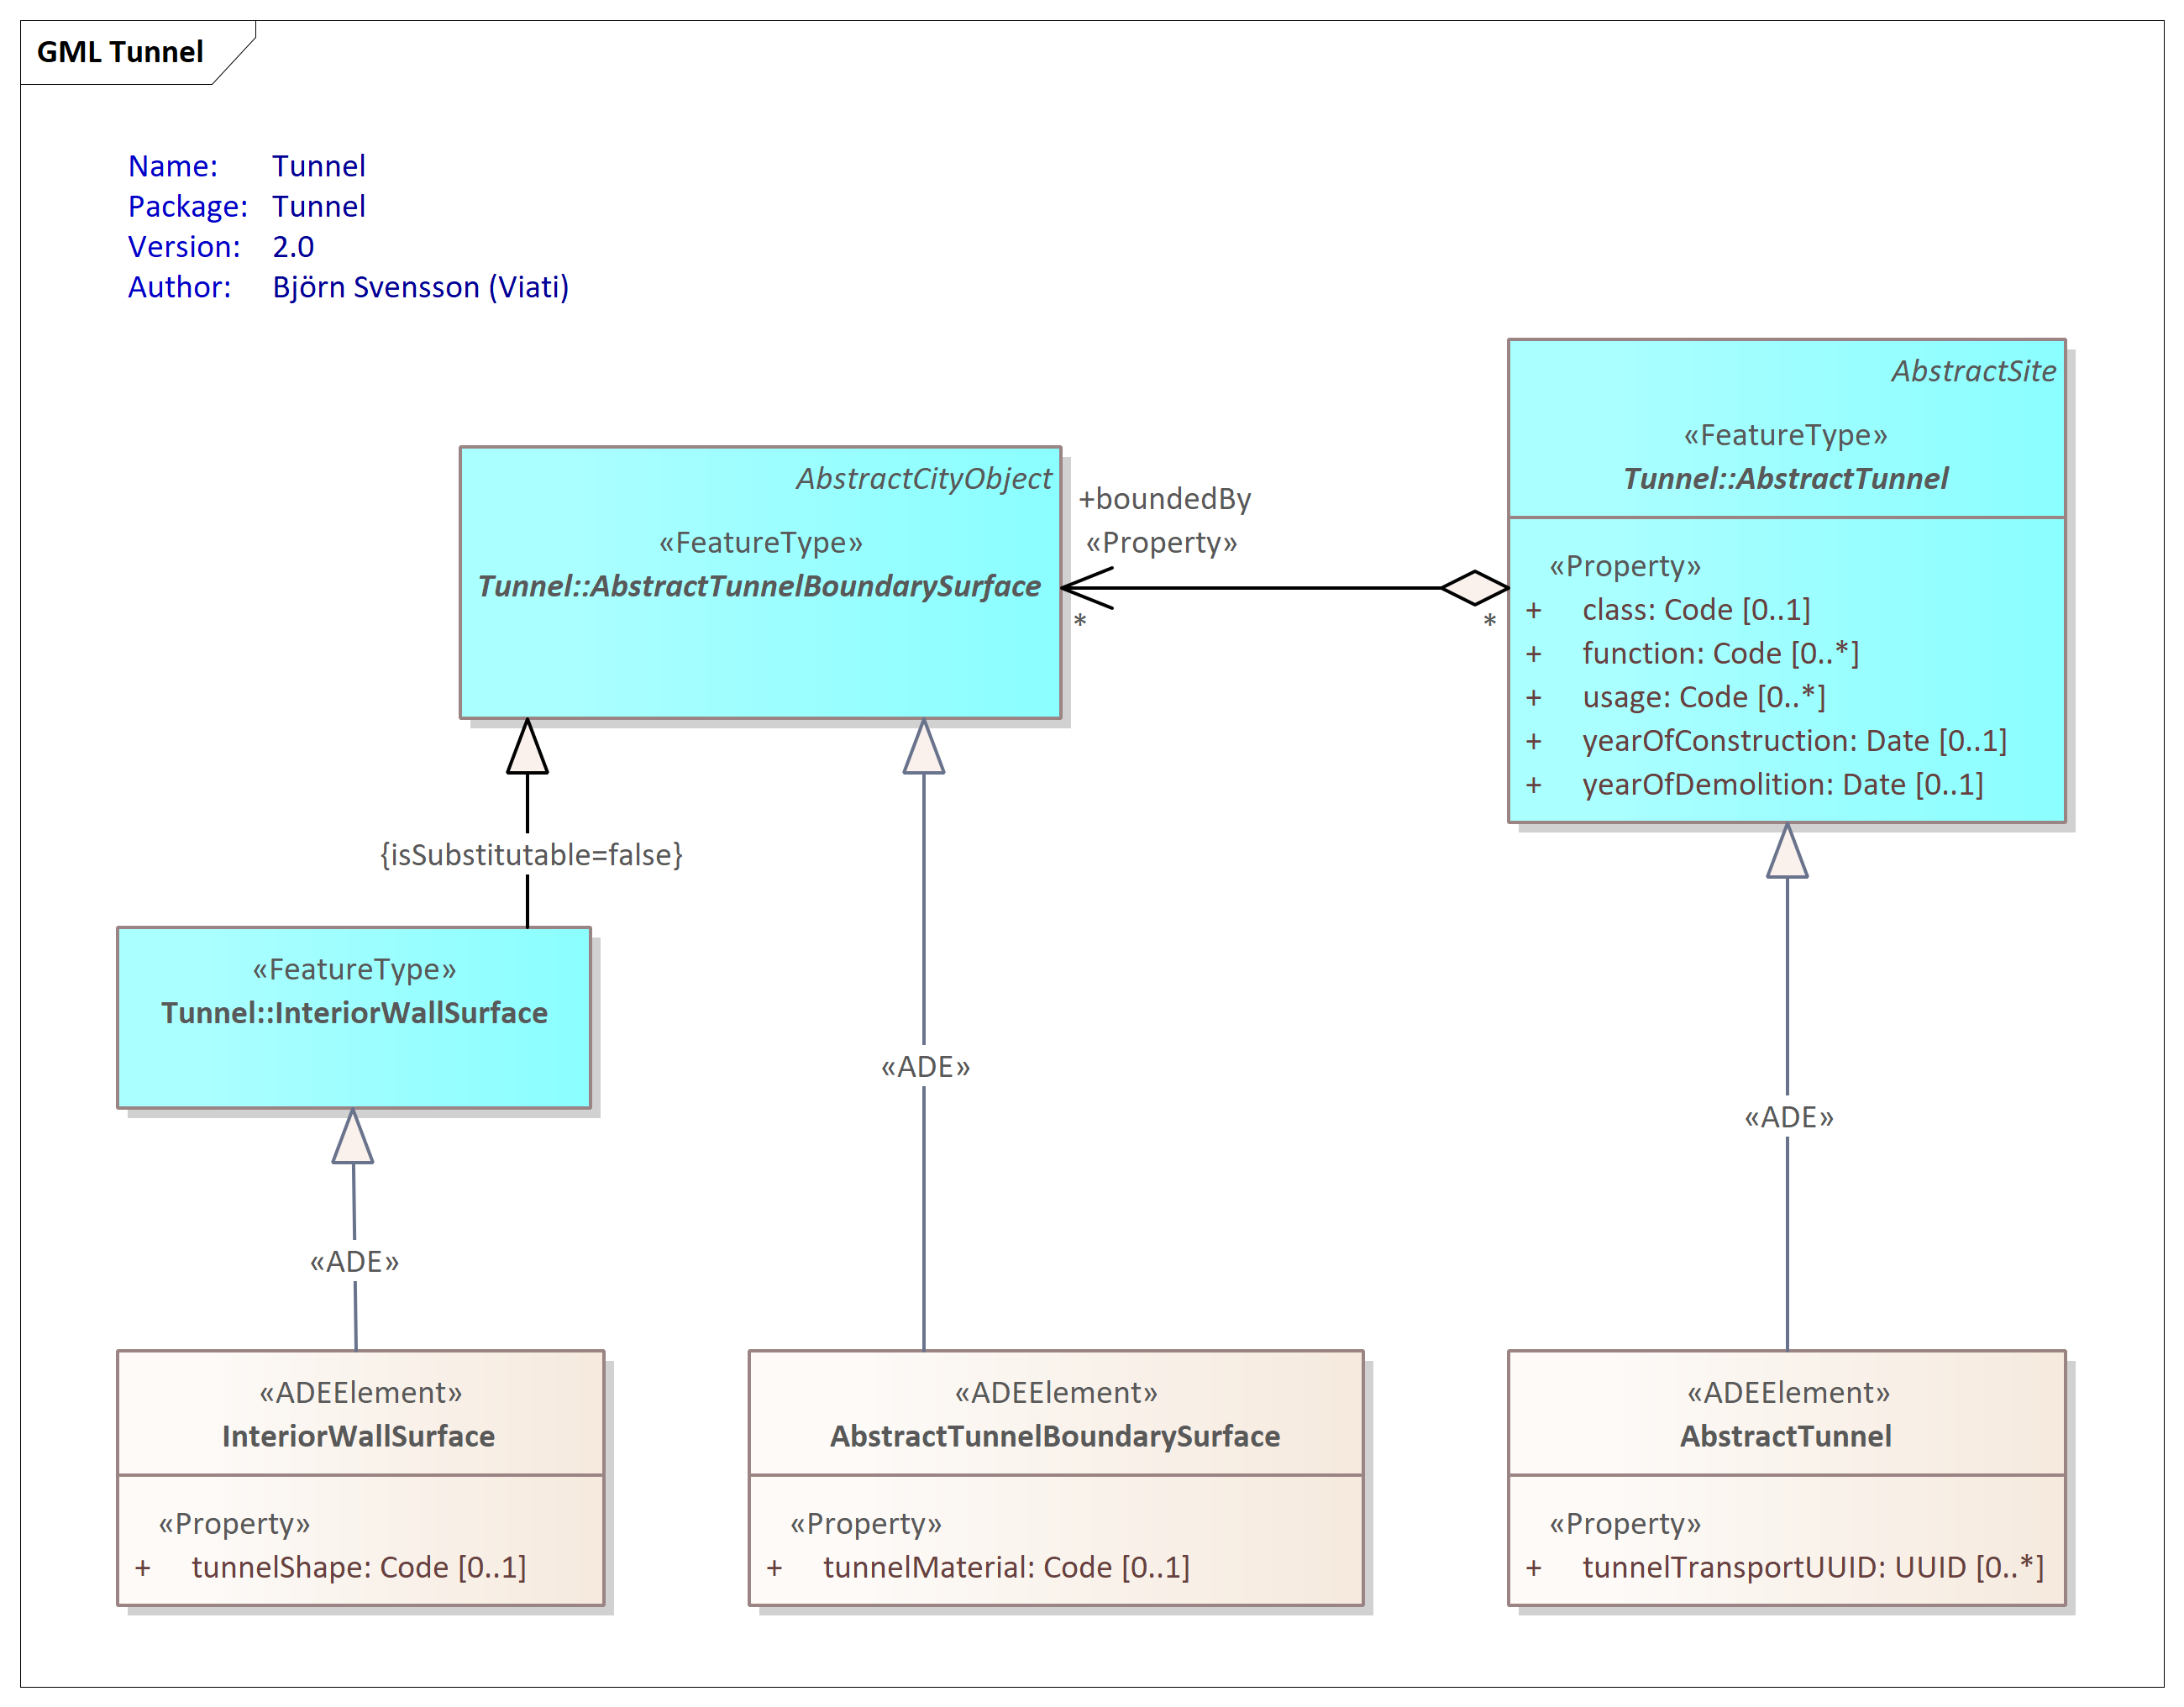 GML Tunnel
Name: Tunnel
Package: Tunnel
Version: 2.0
Author: Björn Svensson (Viati)
AbstractSite
«FeatureType»
Tunnel::AbstractTunnel
«Property»
+ class: Code [0..1]
+ function: Code [0..*]
+ usage: Code [0..*]
+ yearOfConstruction: Date [0..1]
+ yearOfDemolition: Date [0..1]
AbstractCityObject
«FeatureType»
Tunnel::AbstractTunnelBoundarySurface
+boundedBy
«Property»
* *
{isSubstitutable=false}
«FeatureType»
Tunnel::InteriorWallSurface
«ADE»
«ADE»
«ADE»
«ADEElement»
InteriorWallSurface
«Property»
+ tunnelShape: Code [0..1]
«ADEElement»
AbstractTunnelBoundarySurface
«Property»
+ tunnelMaterial: Code [0..1]
«ADEElement»
AbstractTunnel
«Property»
+ tunnelTransportUUID: UUID [0..*]